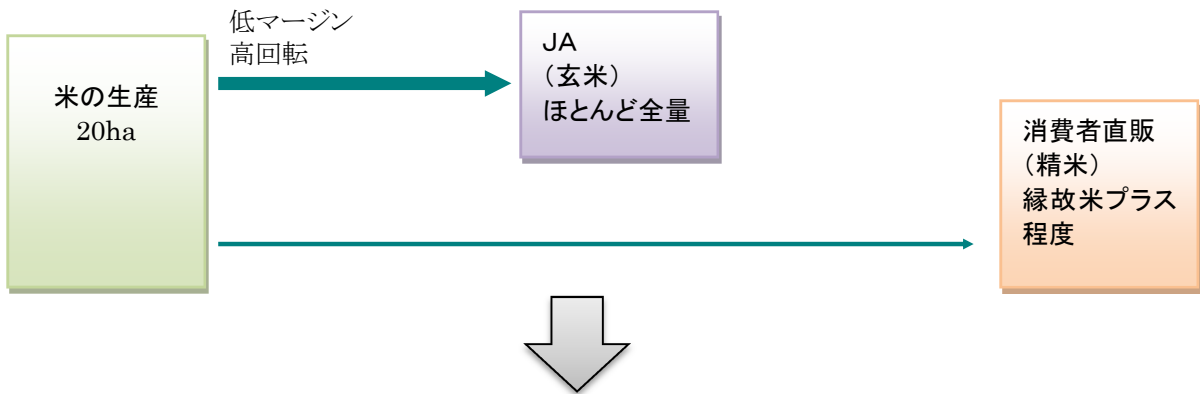 低マージン
高回転
米の生産
20ha
JA
(玄米)
ほとんど全量
消費者直販
(精米)
縁故米プラス
程度